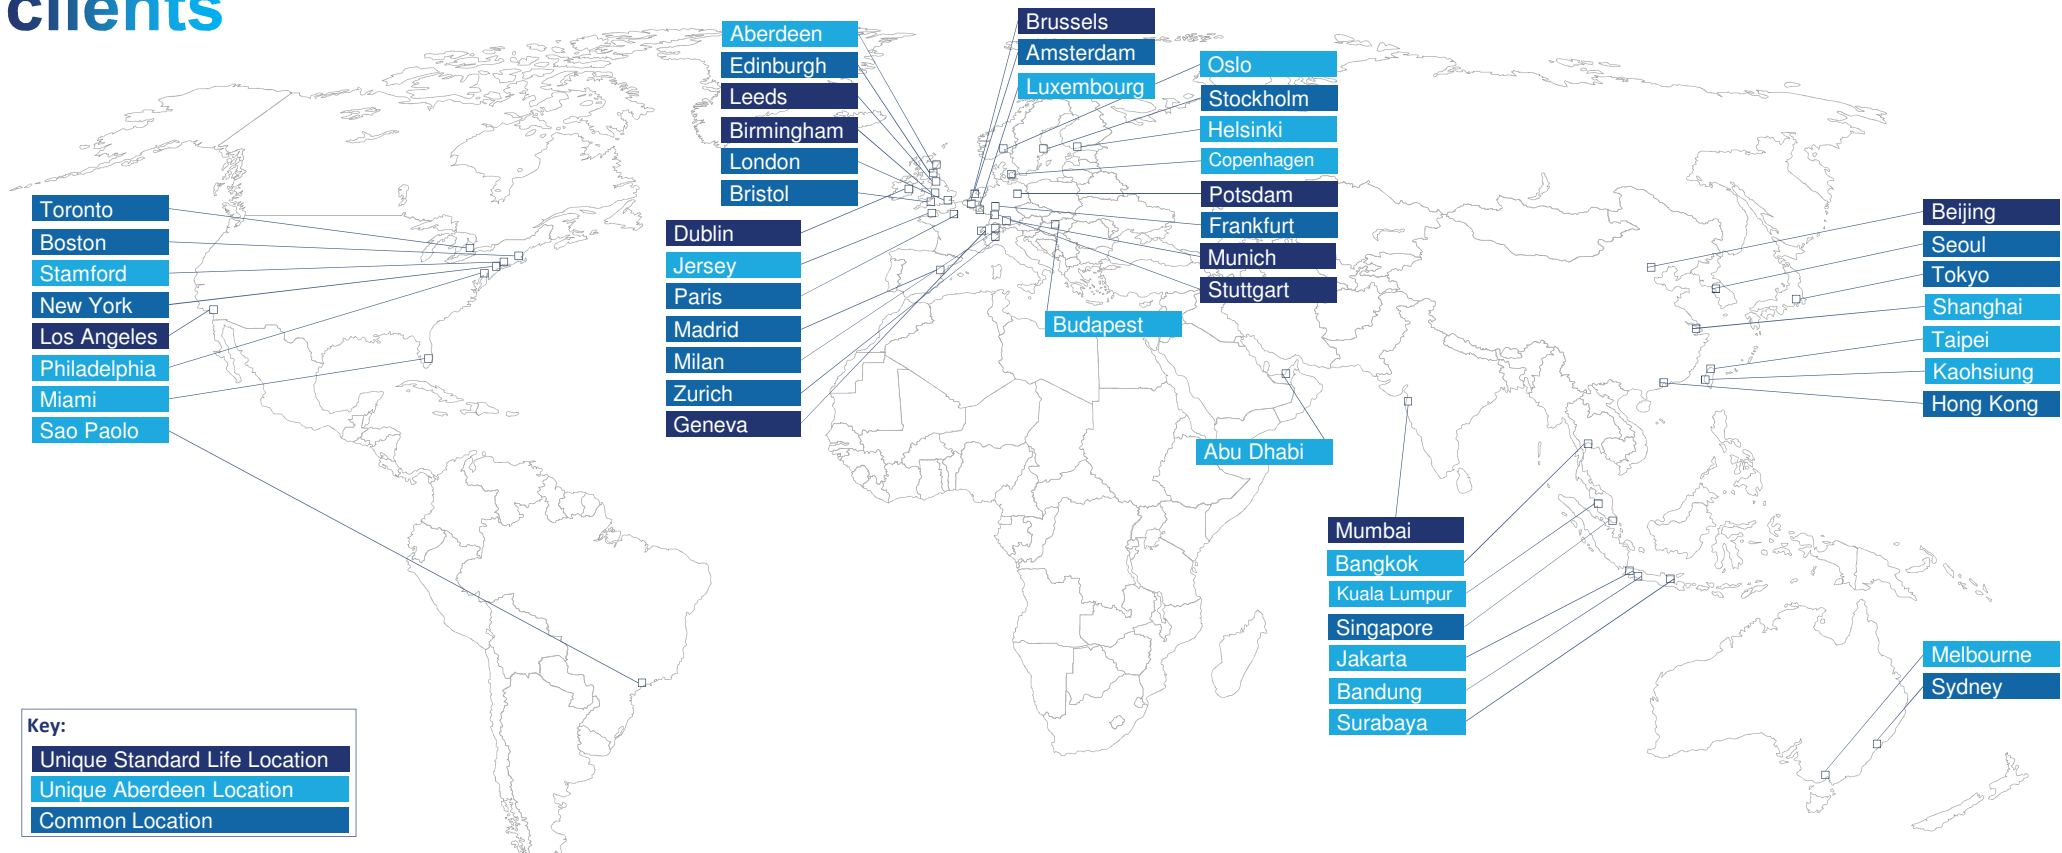 clients
Aberdeen
Edinburgh
Leeds
Birmingham
London
Bristol
Brussels
Amsterdam
Luxembourg
Oslo
Stockholm
Helsinki
Copenhagen
Potsdam
Frankfurt
Munich
Stuttgart
Budapest
Toronto
Boston
Stamford
New York
Los Angeles
Philadelphia
Miami
Sao Paolo
Dublin
Jersey
Paris
Madrid
Milan
Zurich
Geneva
Abu Dhabi
Beijing
Seoul
Tokyo
Shanghai
Taipei
Kaohsiung
Hong Kong
Mumbai
Bangkok
Kuala Lumpur
Singapore
Jakarta
Bandung
Surabaya
Melbourne
Sydney
Key:
Unique Standard Life Location
Unique Aberdeen Location
Common Location